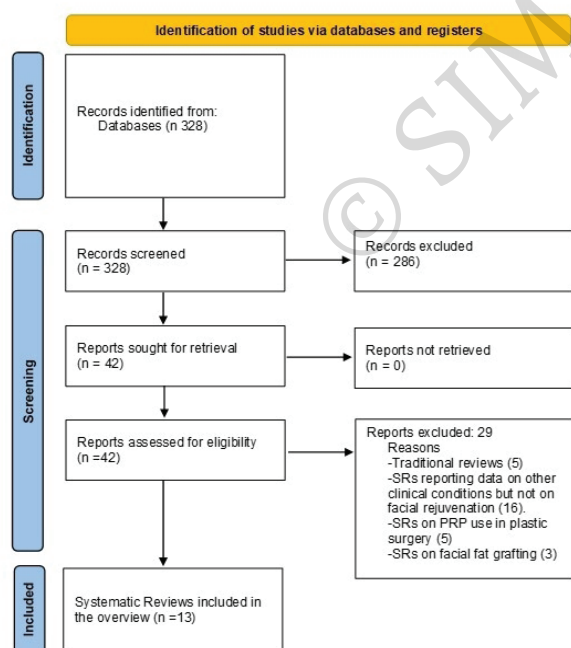 Identification of studies via databases and registers
Identification
Records identified from:
Databases (n 328)
Screening
Records screened
(n = 328)
Records excluded
(n = 286)
Reports sought for retrieval
(n = 42)
Reports not retrieved
(n = 0)
Reports assessed for eligibility
(n =42)
Reports excluded: 29
Reasons
-Traditional reviews (5)
-SRs reporting data on other
clinical conditions but not on
facial rejuvenation (16).
-SRs on PRP use in plastic
surgery (5)
-SRs on facial fat grafting (3)
Included
Systematic Reviews included in
the overview (n =13)
© SIM